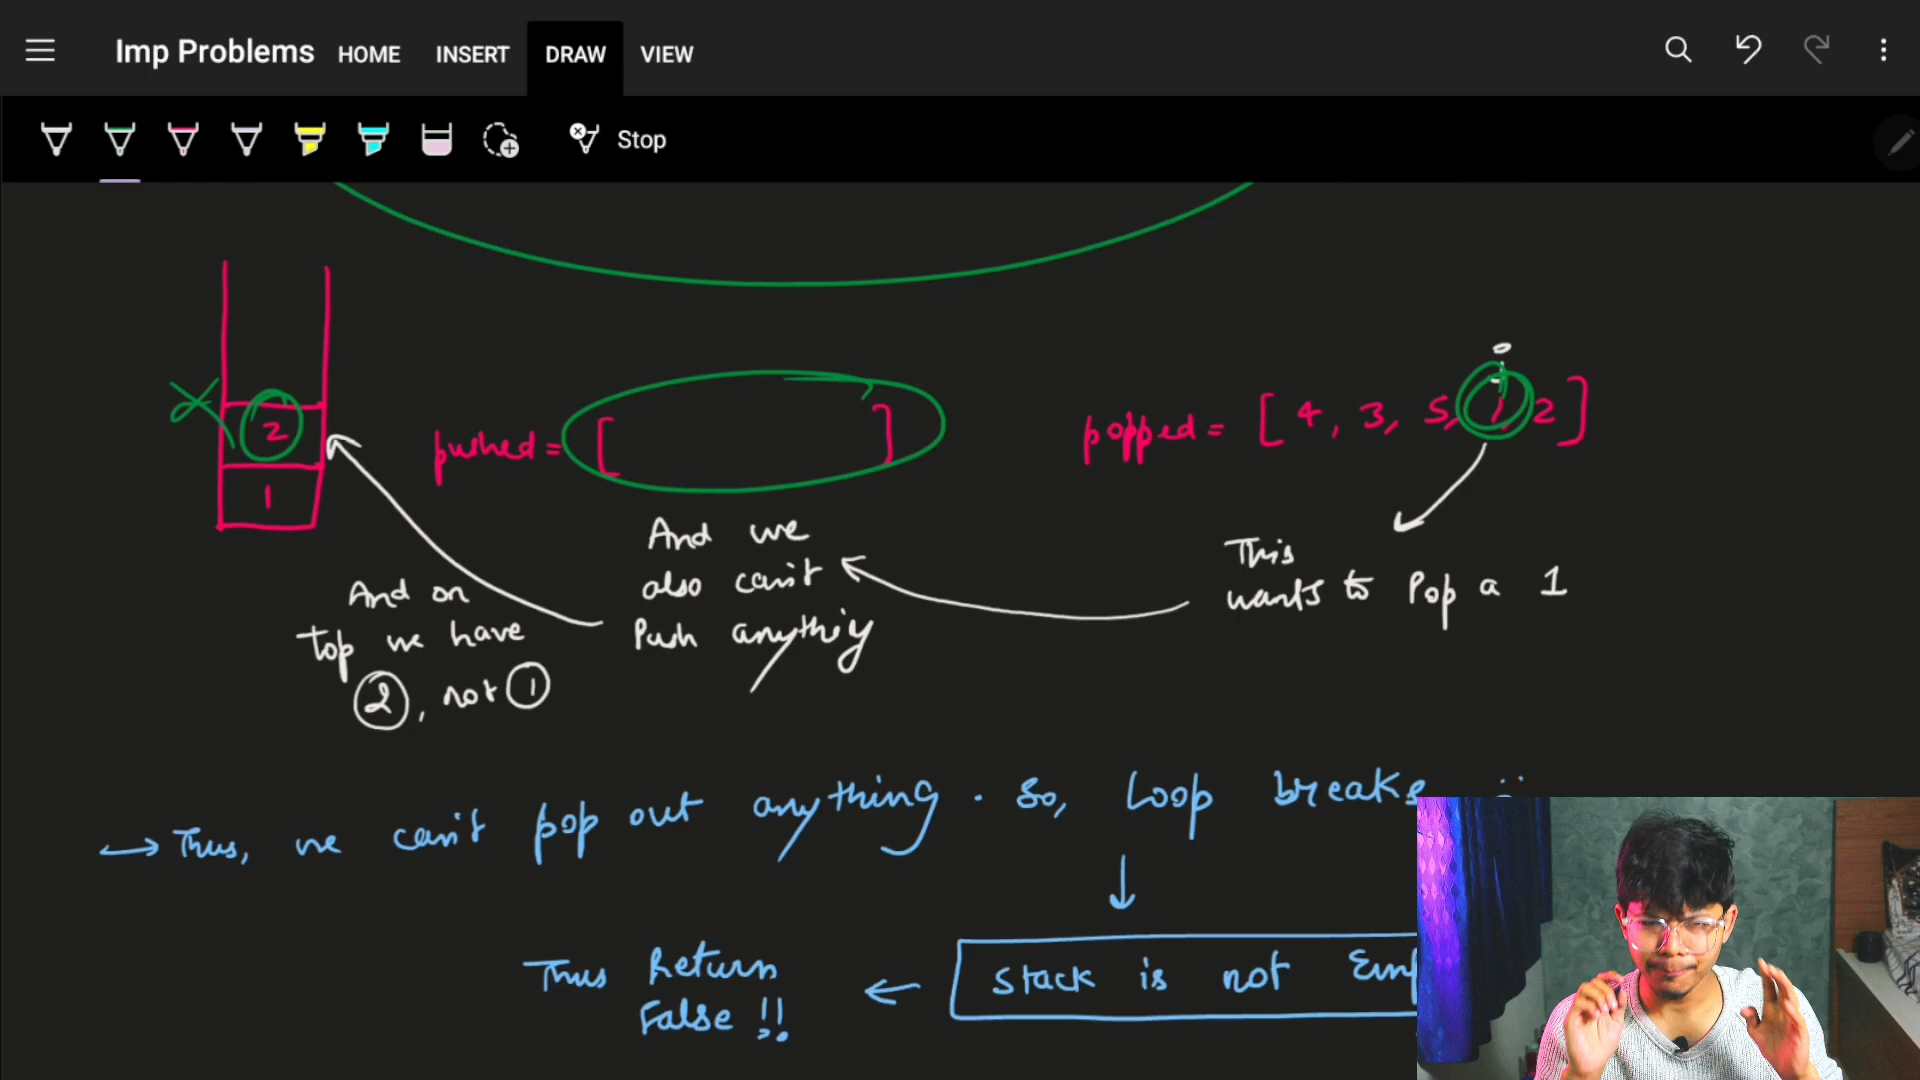 Imp Problems HOME INSERT DRAW VIEW
Stop
2
1
pushed = [ ]
popped = [ 4, 3, 5, 1, 2 ]
i
And we
also can't
Push anything
This
wants to Pop a 1
And on
top we have
2, not 1
→ Thus, we can't pop out anything. So, Loop breaks
↓
Thus Return
False !!
← Stack is not